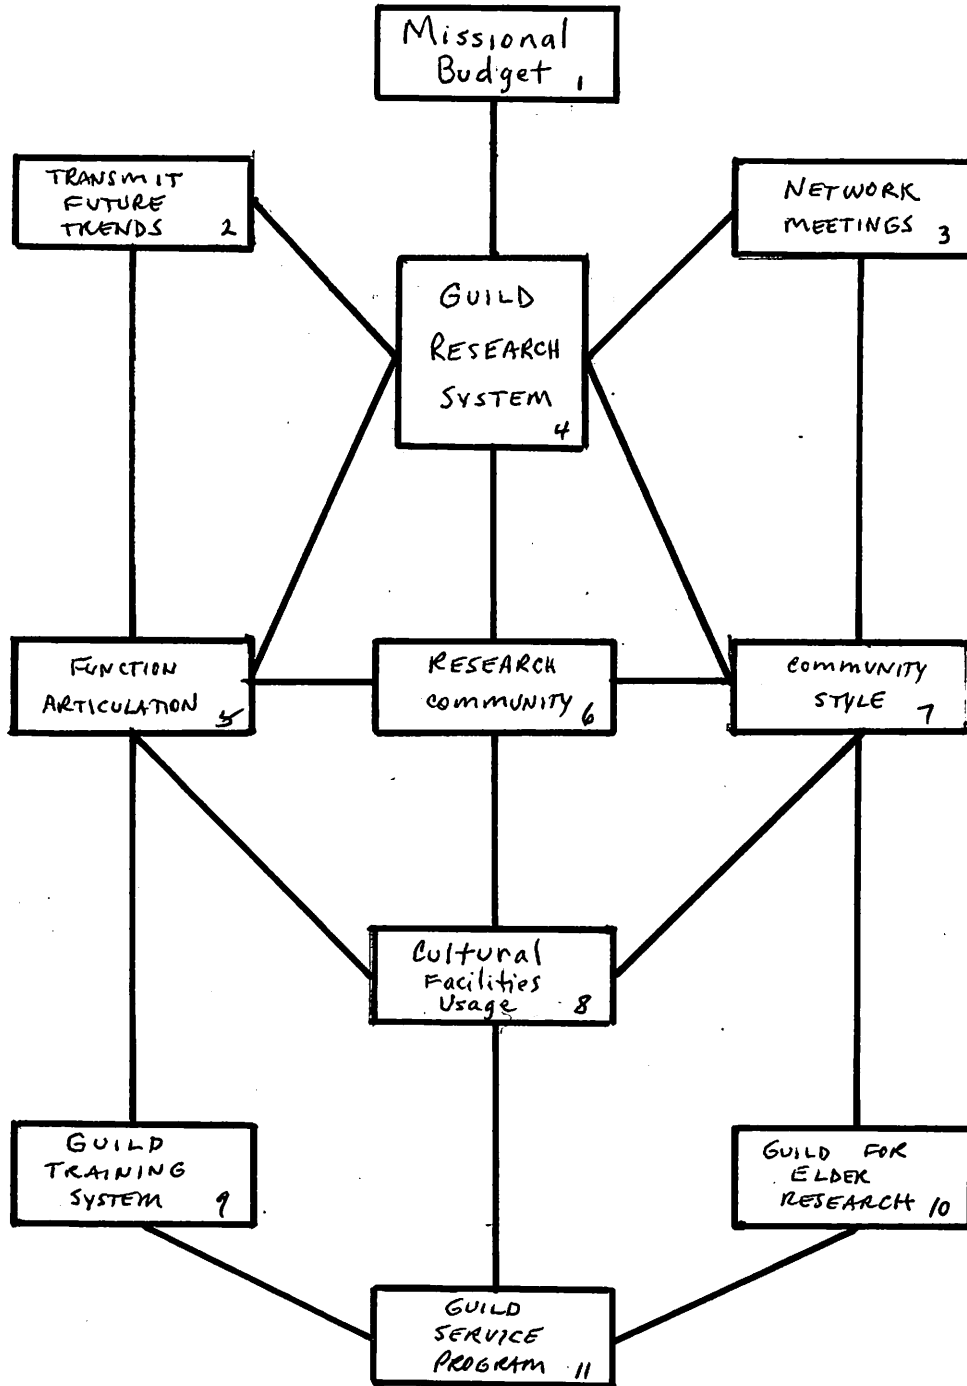 Missional
Budget 1
TRANSMIT
FUTURE
TRENDS 2
NETWORK
MEETINGS 3
GUILD
RESEARCH
SYSTEM
4
FUNCTION
ARTICULATION 5
RESEARCH
COMMUNITY 6
COMMUNITY
STYLE 7
Cultural
Facilities
Usage 8
GUILD
TRAINING
SYSTEM 9
GUILD FOR
ELDER
RESEARCH 10
GUILD
SERVICE
PROGRAM 11